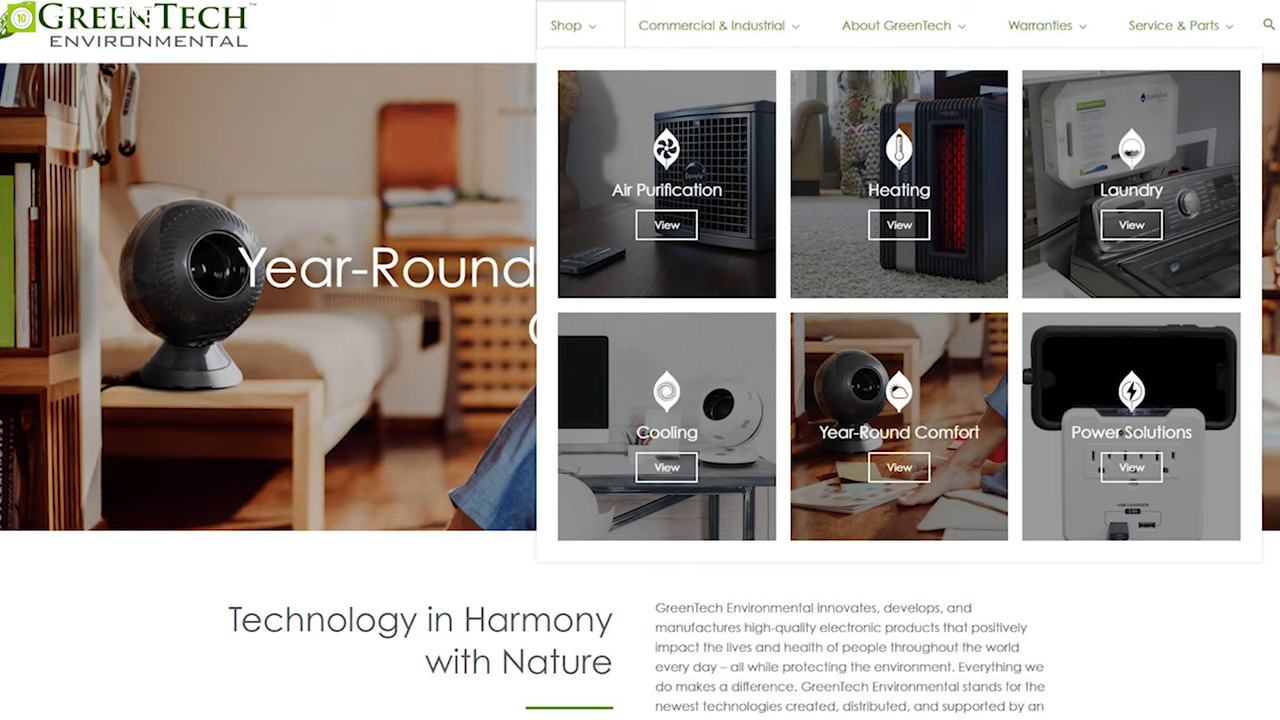 10
GREENTECH™
ENVIRONMENTAL
Shop
Commercial & Industrial
About GreenTech
Warranties
Service & Parts
Year-Round
Air Purification
View
Heating
View
Laundry
View
Cooling
View
Year-Round Comfort
View
Power Solutions
View
USB CHARGER
Technology in Harmony
with Nature
GreenTech Environmental innovates, develops, and
manufactures high-quality electronic products that positively
impact the lives and health of people throughout the world
every day – all while protecting the environment. Everything we
do makes a difference. GreenTech Environmental stands for the
newest technologies created, distributed, and supported by an